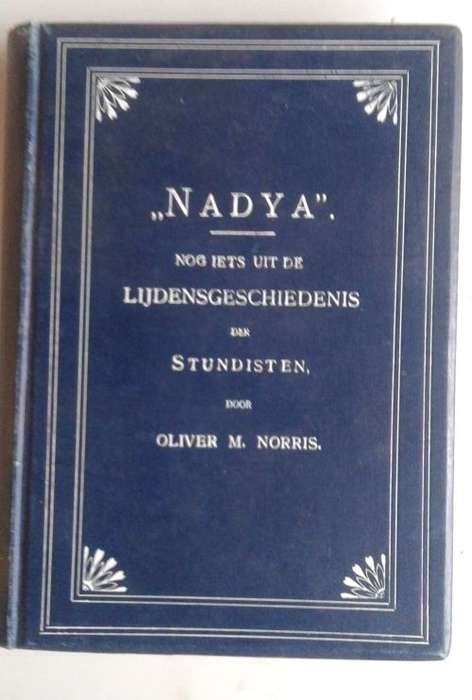 „NADYA”.
NOG IETS UIT DE
LIJDENSGESCHIEDENIS
DER
STUNDISTEN,
DOOR
OLIVER M. NORRIS.